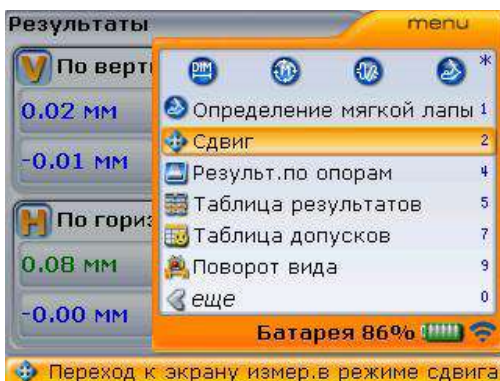 Результаты
menu
DIM
*
V По верт
0.02 мм
-0.01 мм
H По гориз
0.08 мм
-0.00 мм
Определение мягкой лапы 1
Сдвиг 2
Результ.по опорам 4
Таблица результатов 5
Таблица допусков 7
Поворот вида 9
еще 0
Батарея 86%
Переход к экрану измер.в режиме сдвига